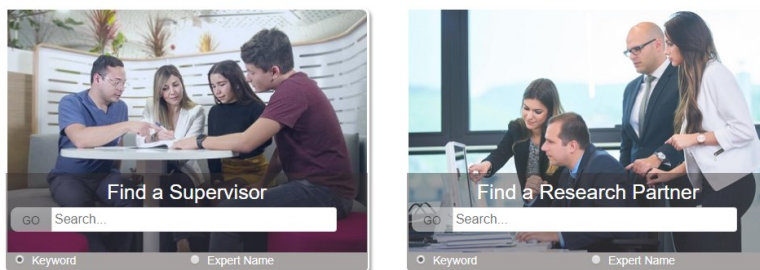 Find a Supervisor
GO Search...
Keyword Expert Name
Find a Research Partner
GO Search...
Keyword Expert Name